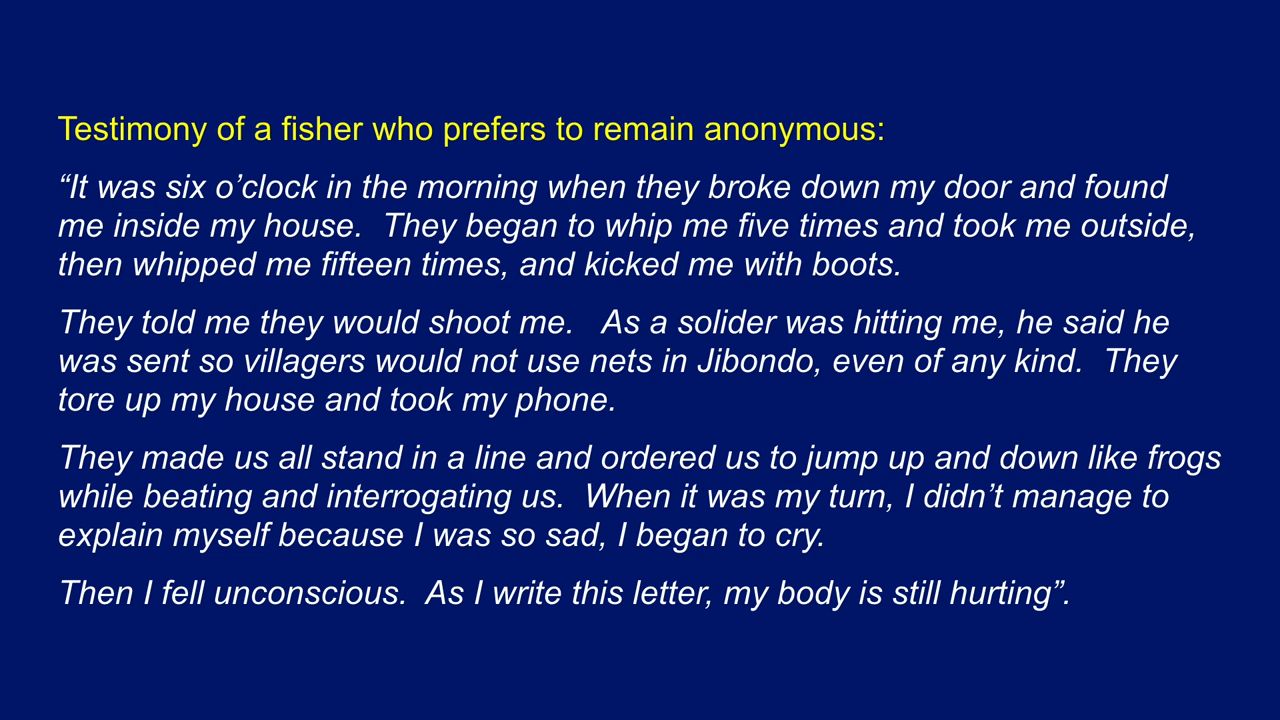 Testimony of a fisher who prefers to remain anonymous:
“It was six o’clock in the morning when they broke down my door and found
me inside my house.  They began to whip me five times and took me outside,
then whipped me fifteen times, and kicked me with boots.
They told me they would shoot me.   As a solider was hitting me, he said he
was sent so villagers would not use nets in Jibondo, even of any kind.  They
tore up my house and took my phone.
They made us all stand in a line and ordered us to jump up and down like frogs
while beating and interrogating us.  When it was my turn, I didn’t manage to
explain myself because I was so sad, I began to cry.
Then I fell unconscious.  As I write this letter, my body is still hurting”.